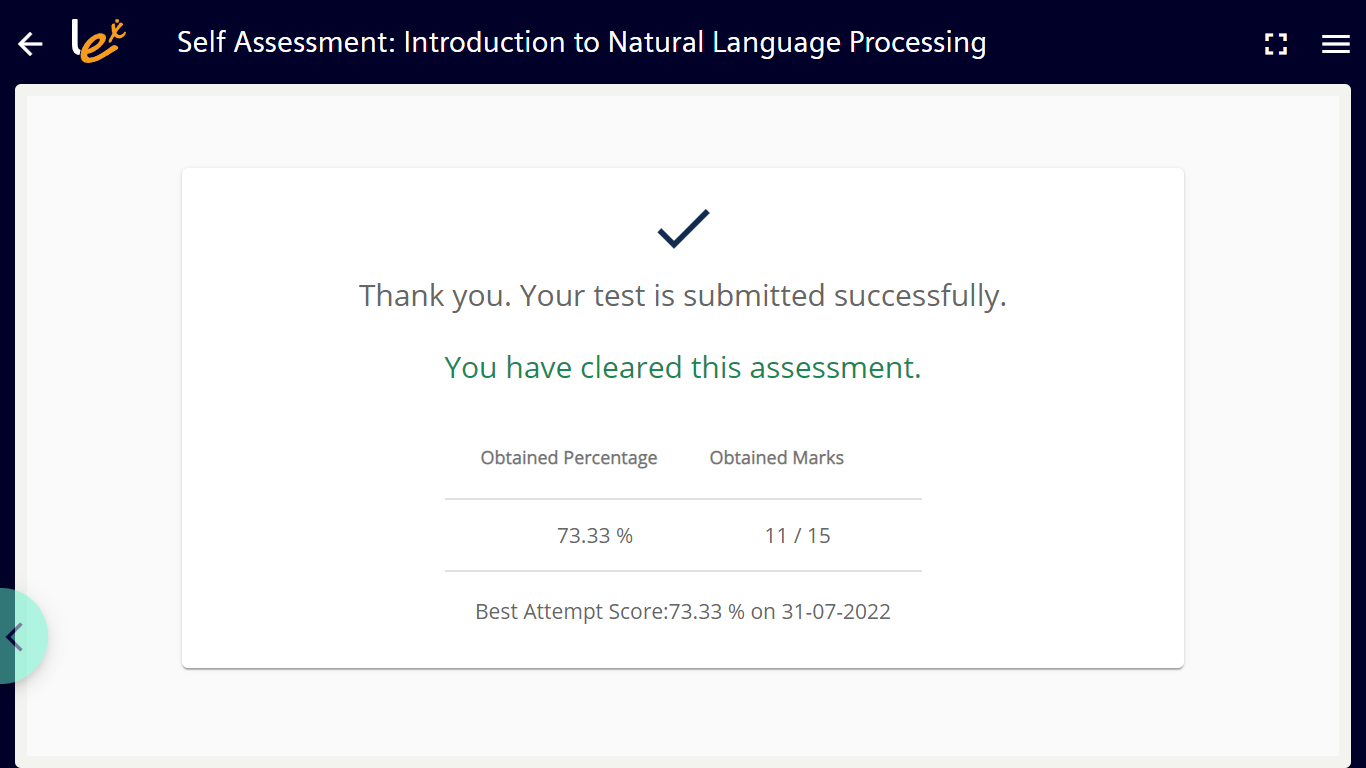 lex Self Assessment: Introduction to Natural Language Processing
Thank you. Your test is submitted successfully.
You have cleared this assessment.
Obtained Percentage Obtained Marks
73.33 % 11 / 15
Best Attempt Score:73.33 % on 31-07-2022